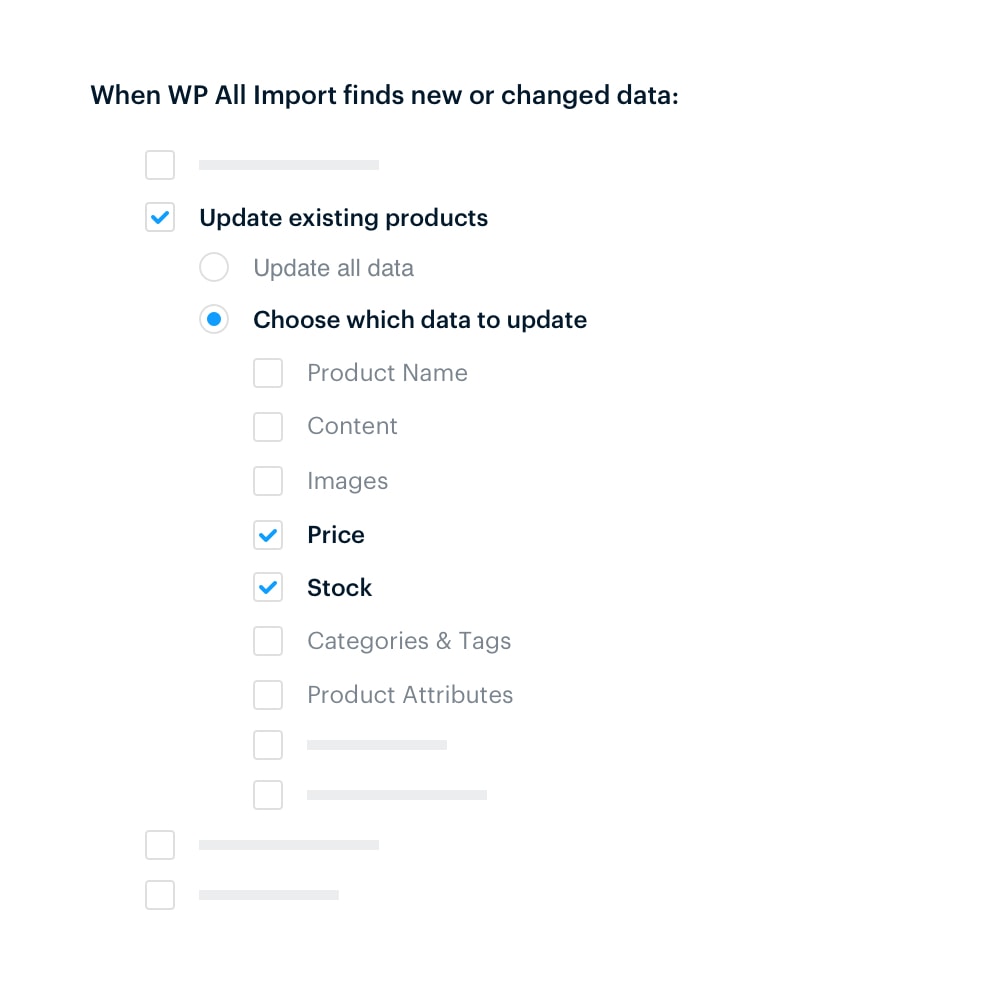 When WP All Import finds new or changed data:
Update existing products
Update all data
Choose which data to update
Product Name
Content
Images
Price
Stock
Categories & Tags
Product Attributes